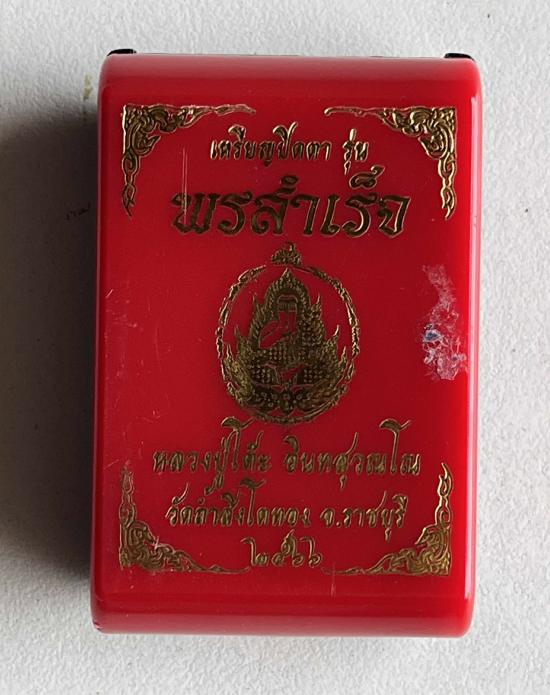 เหรียญปิดตา รุ่น
พรสำเร็จ
หลวงปู่โต๊ะ อินทสุวณโณ
วัดลำสิงโตทอง จ.ราชบุรี
๒๕๖๖